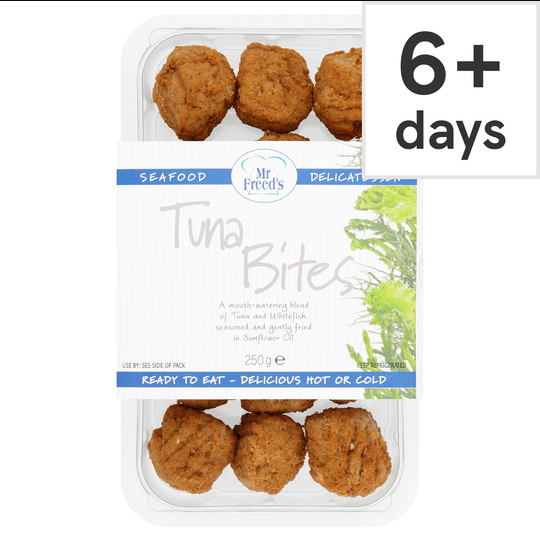 6+
days
SEAFOOD
Mr
Freed's
DELICATESSEN
Tuna
Bites
A mouth-watering blend
of Tuna and Whitefish,
seasoned and gently fried
in Sunflower Oil
250g e
USE BY: SEE SIDE OF PACK
KEEP REFRIGERATED
READY TO EAT - DELICIOUS HOT OR COLD